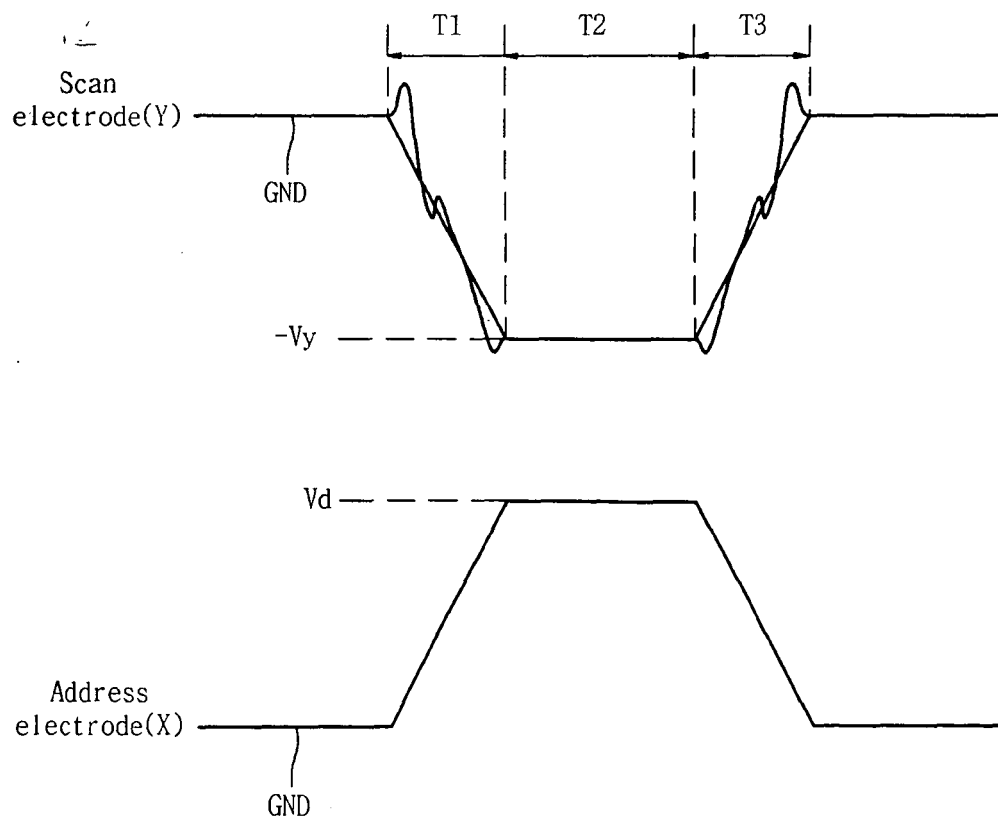 T1 T2 T3
Scan
electrode(Y)
GND
-Vy
Vd
Address
electrode(X)
GND